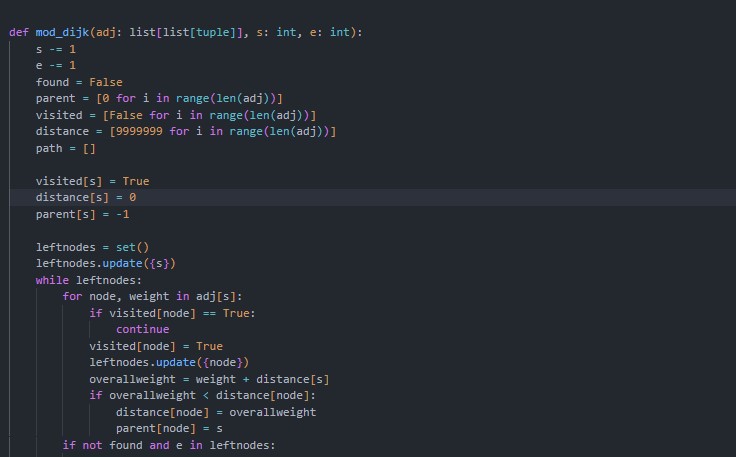 def mod_dijk(adj: list[list[tuple]], s: int, e: int):
    s -= 1
    e -= 1
    found = False
    parent = [0 for i in range(len(adj))]
    visited = [False for i in range(len(adj))]
    distance = [9999999 for i in range(len(adj))]
    path = []

    visited[s] = True
    distance[s] = 0
    parent[s] = -1

    leftnodes = set()
    leftnodes.update({s})
    while leftnodes:
        for node, weight in adj[s]:
            if visited[node] == True:
                continue
            visited[node] = True
            leftnodes.update({node})
            overallweight = weight + distance[s]
            if overallweight < distance[node]:
                distance[node] = overallweight
                parent[node] = s
        if not found and e in leftnodes: